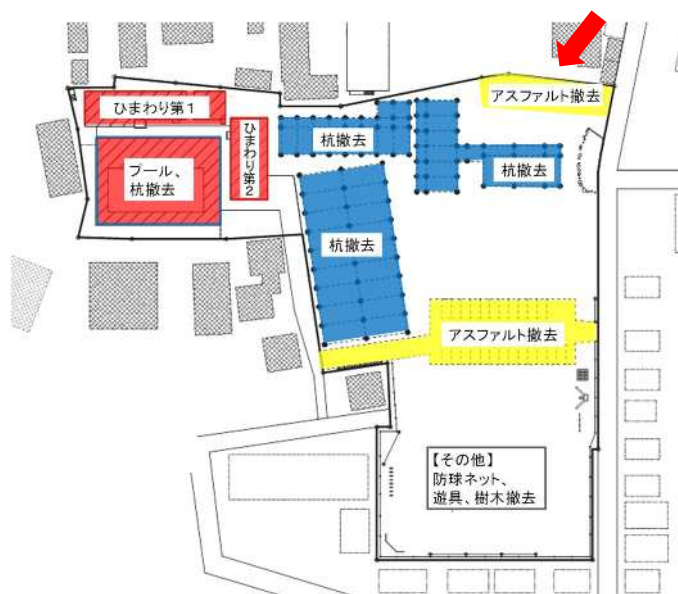 アスファルト撤去
ひまわり第1
ひまわり第2
杭撤去
杭撤去
プール、
杭撤去
杭撤去
アスファルト撤去
【その他】
防球ネット、
遊具、樹木撤去